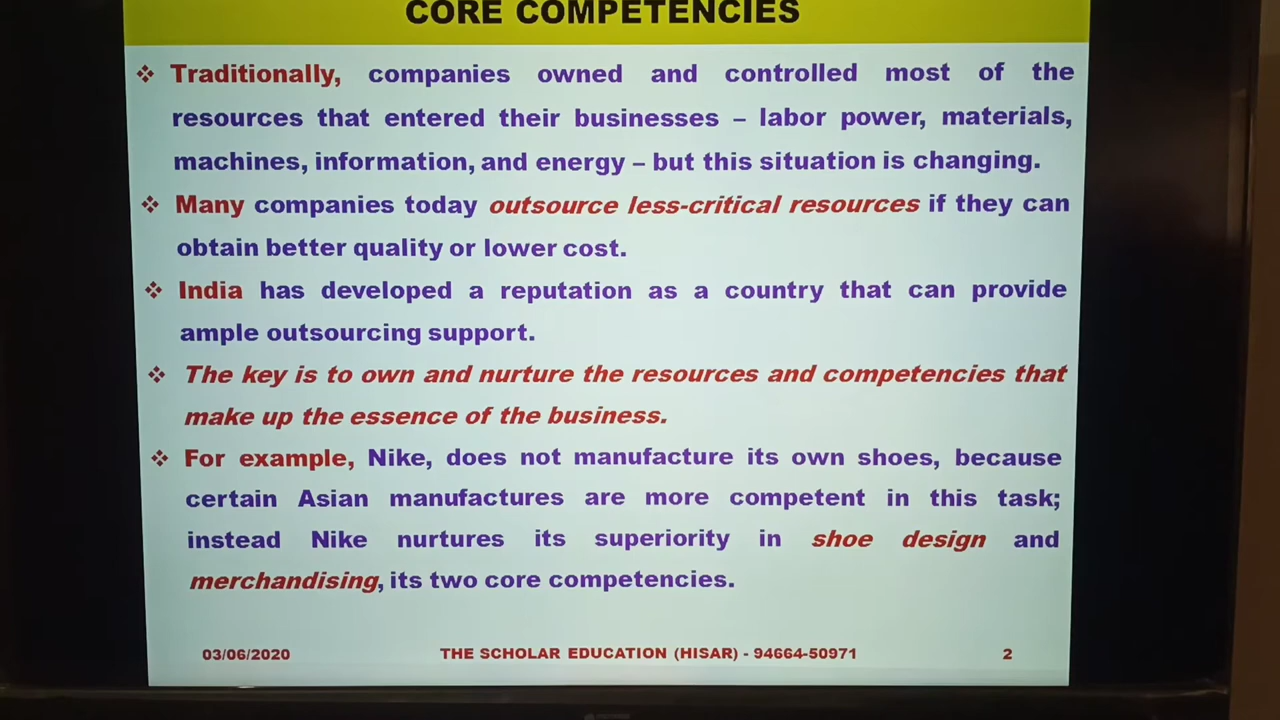 CORE COMPETENCIES
❖ Traditionally, companies owned and controlled most of the
resources that entered their businesses – labor power, materials,
machines, information, and energy – but this situation is changing.
❖ Many companies today outsource less-critical resources if they can
obtain better quality or lower cost.
❖ India has developed a reputation as a country that can provide
ample outsourcing support.
❖ The key is to own and nurture the resources and competencies that
make up the essence of the business.
❖ For example, Nike, does not manufacture its own shoes, because
certain Asian manufactures are more competent in this task;
instead Nike nurtures its superiority in shoe design and
merchandising, its two core competencies.
03/06/2020 THE SCHOLAR EDUCATION (HISAR) - 94664-50971 2